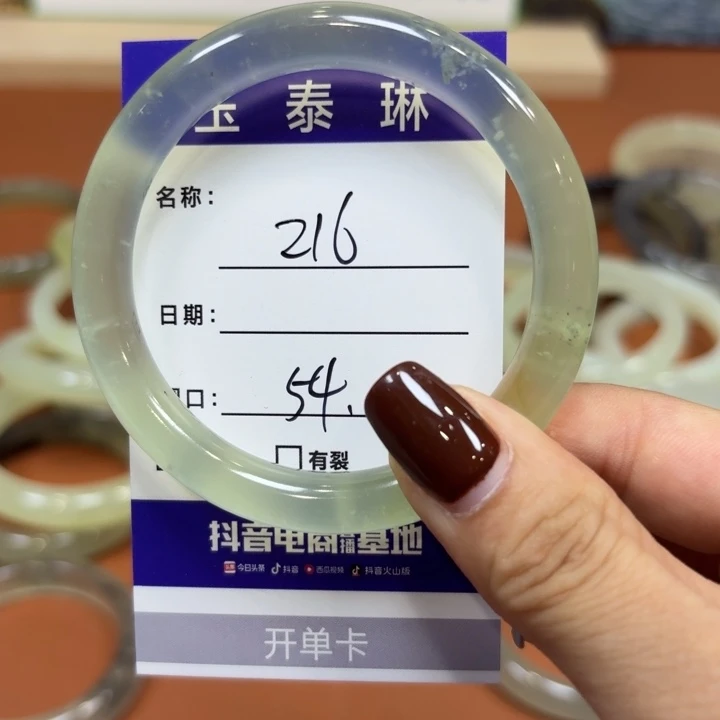 玉 泰 琳
名称: 216
日期:
口: 54.
有裂
抖音电商直播基地
今日头条 抖音 西瓜视频 抖音火山版
开单卡